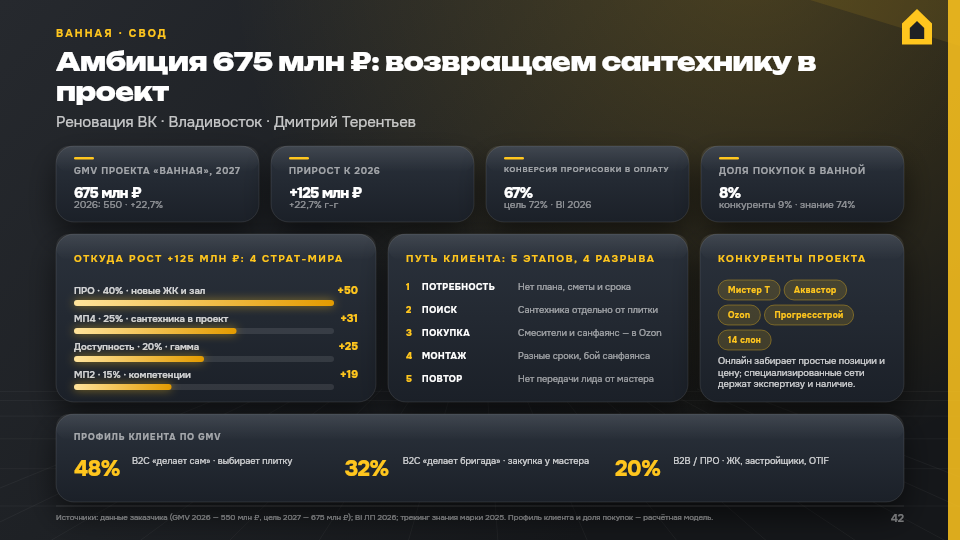 ВАННАЯ · СВОД
Амбиция 675 млн ₽: возвращаем сантехнику в
проект
Реновация ВК · Владивосток · Дмитрий Терентьев
GMV ПРОЕКТА «ВАННАЯ», 2027
675 млн ₽
2026: 550 · +22,7%
ПРИРОСТ К 2026
+125 млн ₽
+22,7% г-г
КОНВЕРСИЯ ПРОРИСОВКИ В ОПЛАТУ
67%
цель 72% · BI 2026
ДОЛЯ ПОКУПОК В ВАННОЙ
8%
конкуренты 9% · знание 74%
ОТКУДА РОСТ +125 МЛН ₽: 4 СТРАТ-МИРА
ПРО · 40% · новые ЖК и зал +50
МП4 · 25% · сантехника в проект +31
Доступность · 20% · гамма +25
МП2 · 15% · компетенции +19
ПУТЬ КЛИЕНТА: 5 ЭТАПОВ, 4 РАЗРЫВА
1 ПОТРЕБНОСТЬ Нет плана, сметы и срока
2 ПОИСК Сантехника отдельно от плитки
3 ПОКУПКА Смесители и санфаянс — в Ozon
4 МОНТАЖ Разные сроки, бой санфаянса
5 ПОВТОР Нет передачи лида от мастера
КОНКУРЕНТЫ ПРОЕКТА
Мистер Т Аквастор
Ozon Прогрессстрой
14 слон
Онлайн забирает простые позиции и
цену; специализированные сети
держат экспертизу и наличие.
ПРОФИЛЬ КЛИЕНТА ПО GMV
48% B2C «делает сам» · выбирает плитку
32% B2C «делает бригада» · закупка у мастера
20% B2B / ПРО · ЖК, застройщики, OTIF
Источники: данные заказчика (GMV 2026 — 550 млн ₽, цель 2027 — 675 млн ₽); BI ЛП 2026; трекинг знания марки 2025. Профиль клиента и доля покупок — расчётная модель.
42